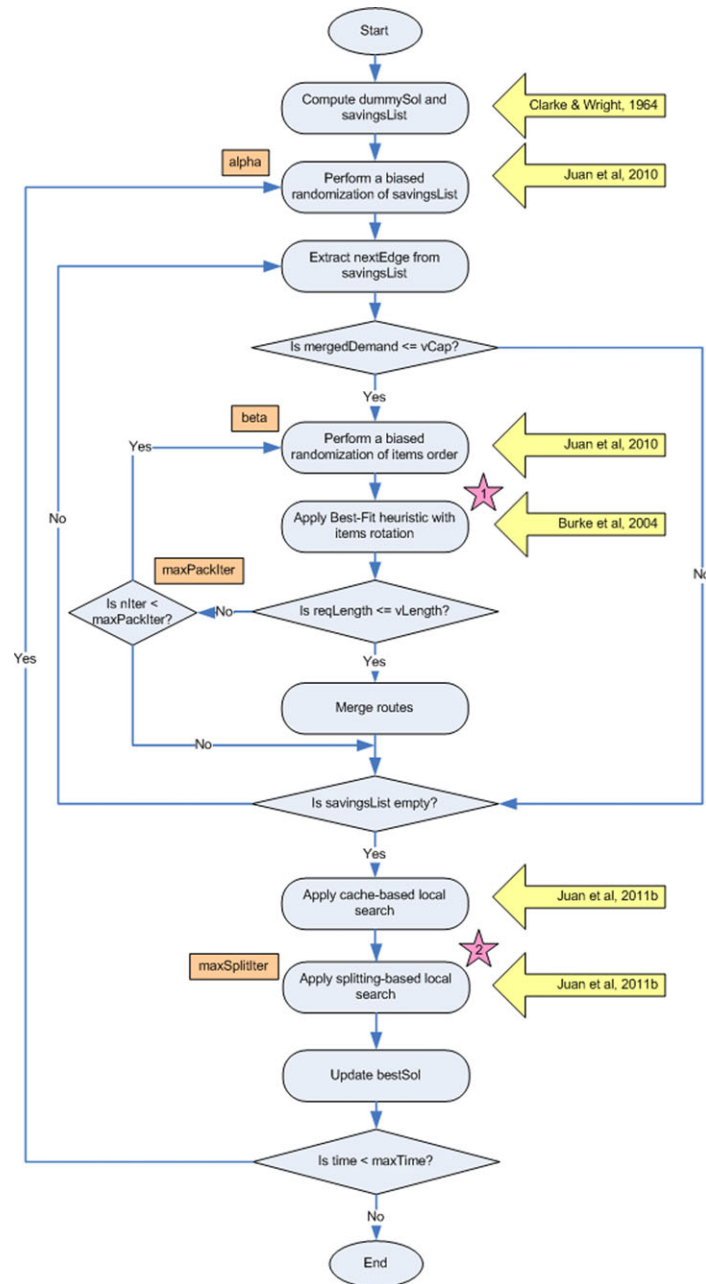 Start
Compute dummySol and
savingsList
Clarke & Wright, 1964
alpha
Perform a biased
randomization of savingsList
Juan et al, 2010
Extract nextEdge from
savingsList
Is mergedDemand <= vCap?
Yes
No
beta
Yes
Perform a biased
randomization of items order
Juan et al, 2010
1
No
Apply Best-Fit heuristic with
items rotation
Burke et al, 2004
maxPackIter
Is nIter <
maxPackIter?
No
Is reqLength <= vLength?
Yes
Yes
Merge routes
No
Is savingsList empty?
Yes
Apply cache-based local
search
Juan et al, 2011b
2
maxSplitIter
Apply splitting-based local
search
Juan et al, 2011b
Update bestSol
Is time < maxTime?
No
End